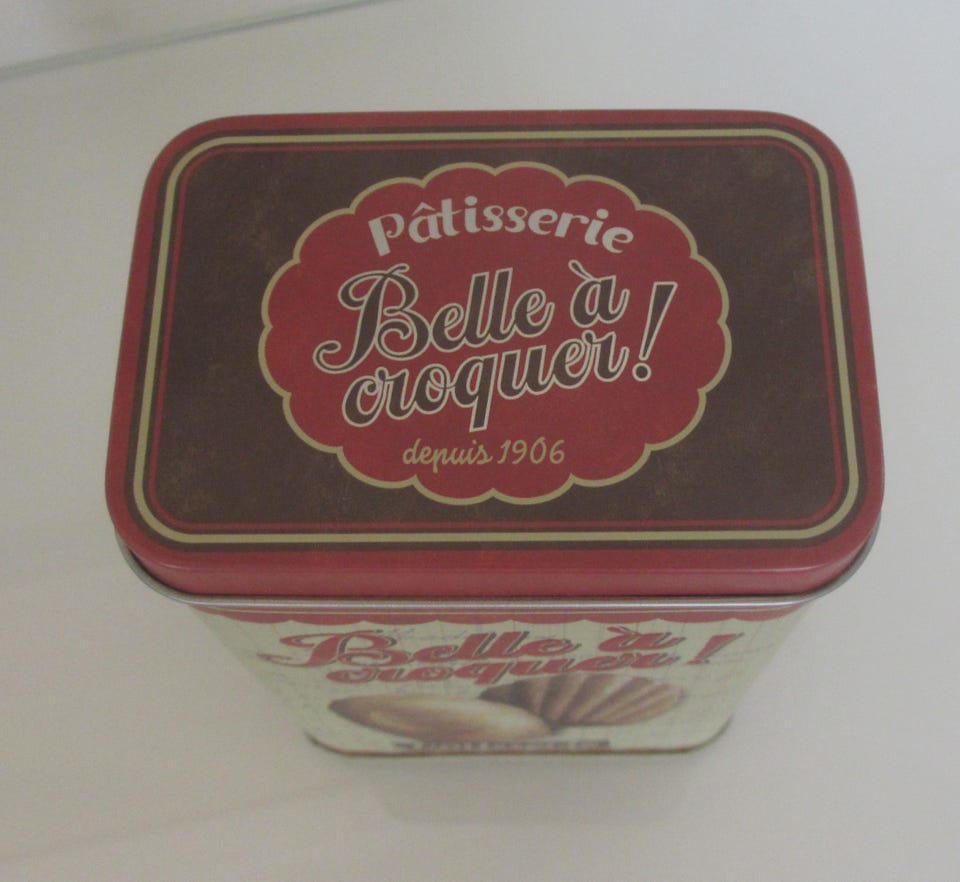 Pâtisserie
Belle à
croquer!
depuis 1906
Belle à
croquer!